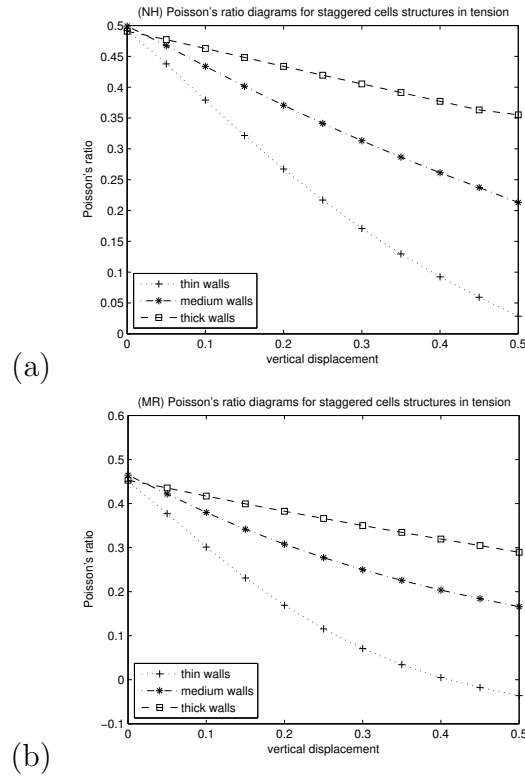 (NH) Poisson's ratio diagrams for staggered cells structures in tension
0.5
0.45
0.4
0.35
0.3
0.25
0.2
0.15
0.1
0.05
0
Poisson's ratio
thin walls
medium walls
thick walls
0 0.1 0.2 0.3 0.4 0.5
vertical displacement
(a)
(MR) Poisson's ratio diagrams for staggered cells structures in tension
0.6
0.5
0.4
0.3
0.2
0.1
0
−0.1
Poisson's ratio
thin walls
medium walls
thick walls
0 0.1 0.2 0.3 0.4 0.5
vertical displacement
(b)